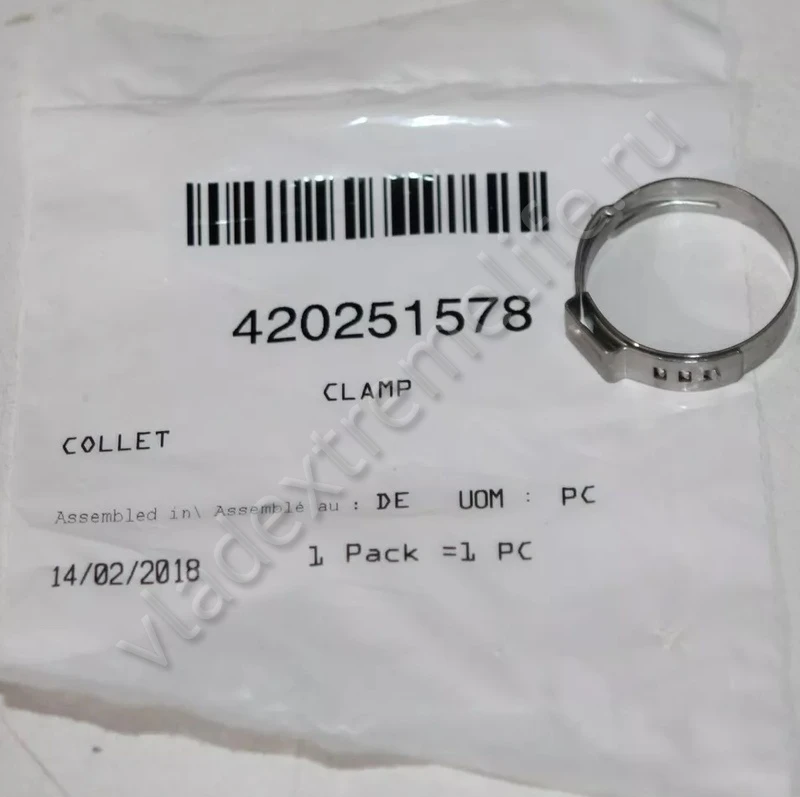 420251578
CLAMP
COLLET
Assembled in\ Assemblé au : DE UOM : PC
14/02/2018 1 Pack =1 PC
vladextremelife.ru